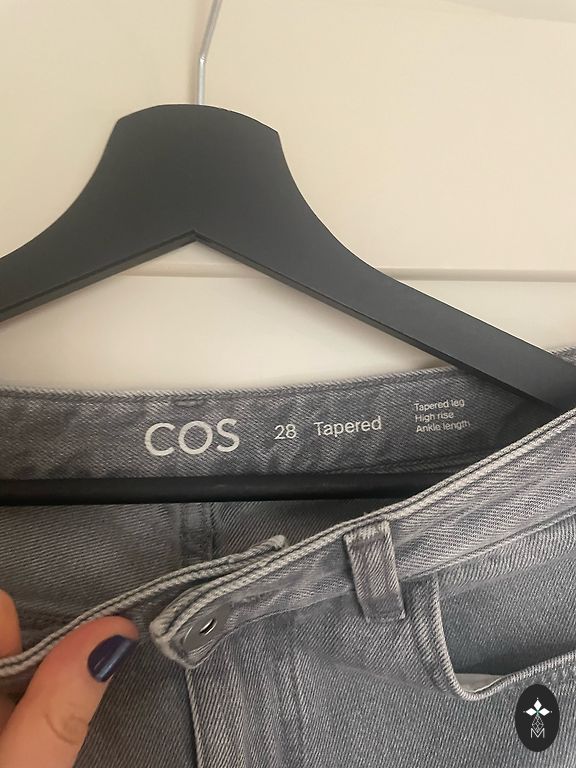 COS 28 Tapered
Tapered leg
High rise
Ankle length
M